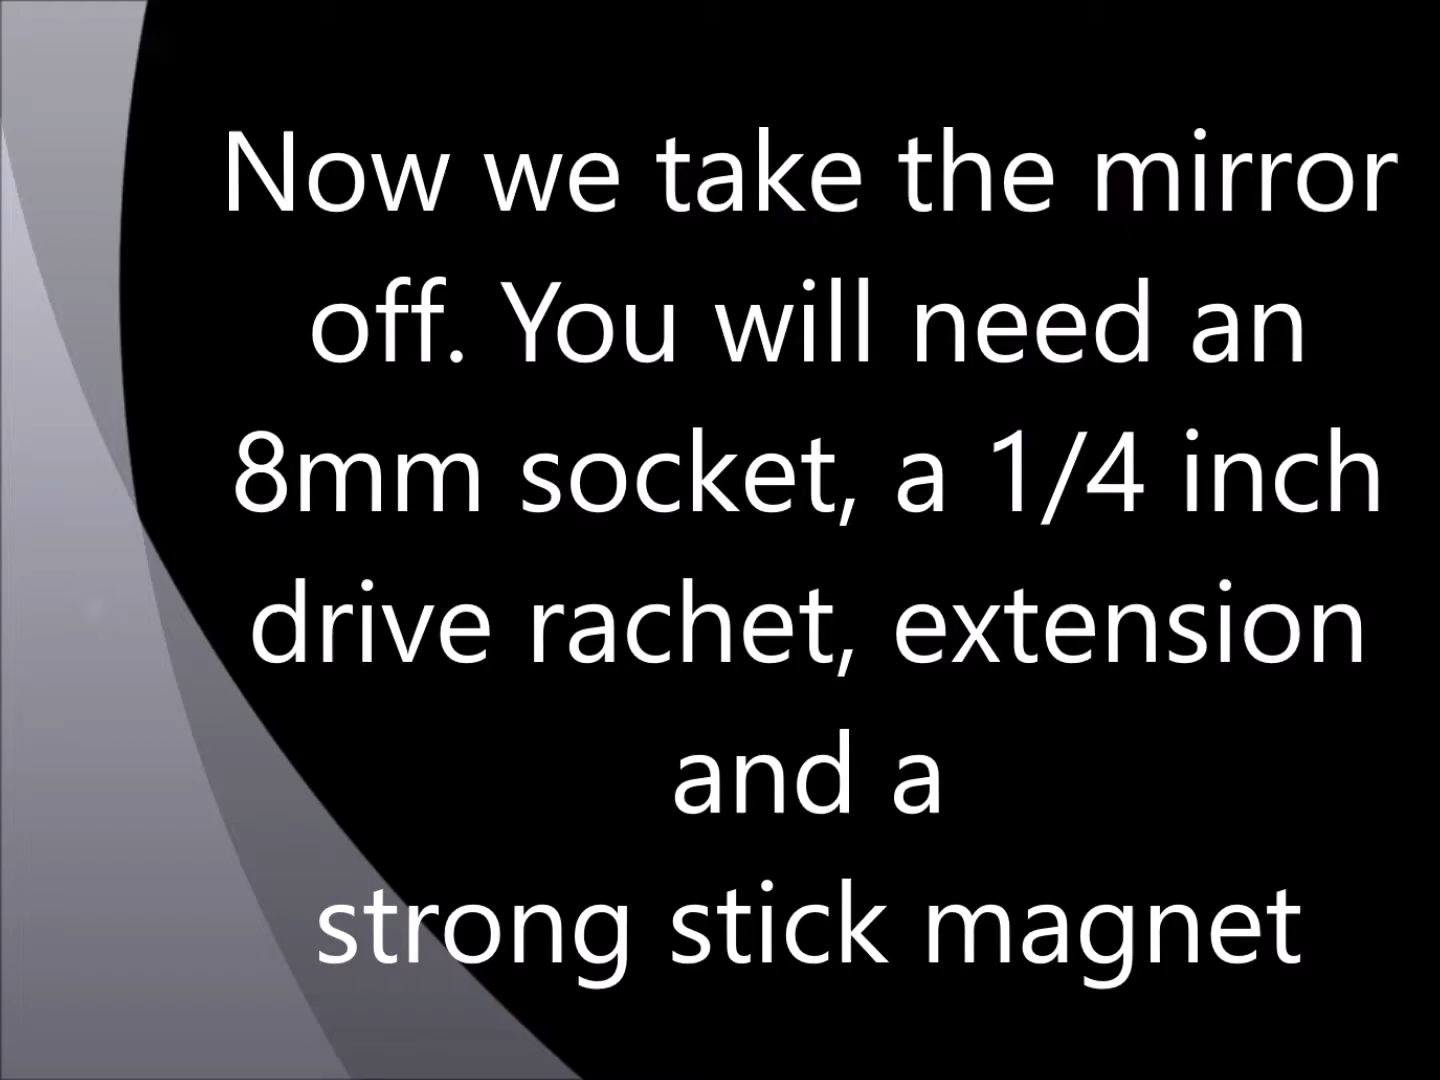 Now we take the mirror
off. You will need an
8mm socket, a 1/4 inch
drive rachet, extension
and a
strong stick magnet